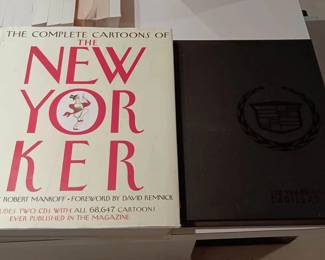 THE COMPLETE CARTOONS OF
THE
NEW
YOR
KER
ROBERT MANKOFF • FOREWORD BY DAVID REMNICK
UDES TWO CDs WITH ALL 68,647 CARTOONS
EVER PUBLISHED IN THE MAGAZINE